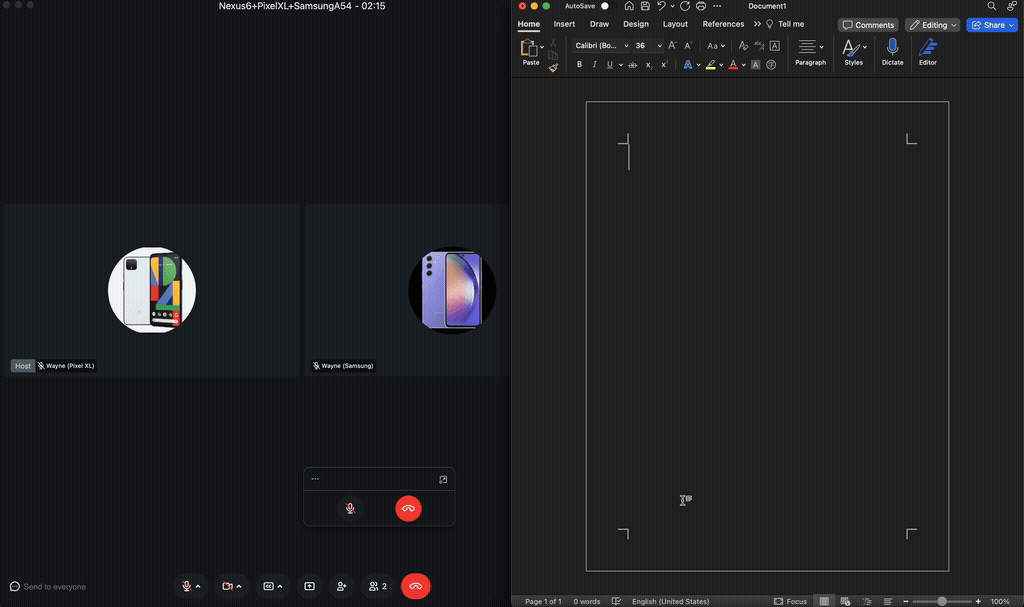 Nexus6+PixelXL+SamsungA54 - 02:15
Host Wayne (Pixel XL)
Wayne (Samsung)
Send to everyone
2
AutoSave Document1
Home Insert Draw Design Layout References Tell me Comments Editing Share
Paste Calibri (Bo... 36 Aa Paragraph Styles Dictate Editor
B I U ab x x A A A
Page 1 of 1 0 words English (United States) Focus 100%